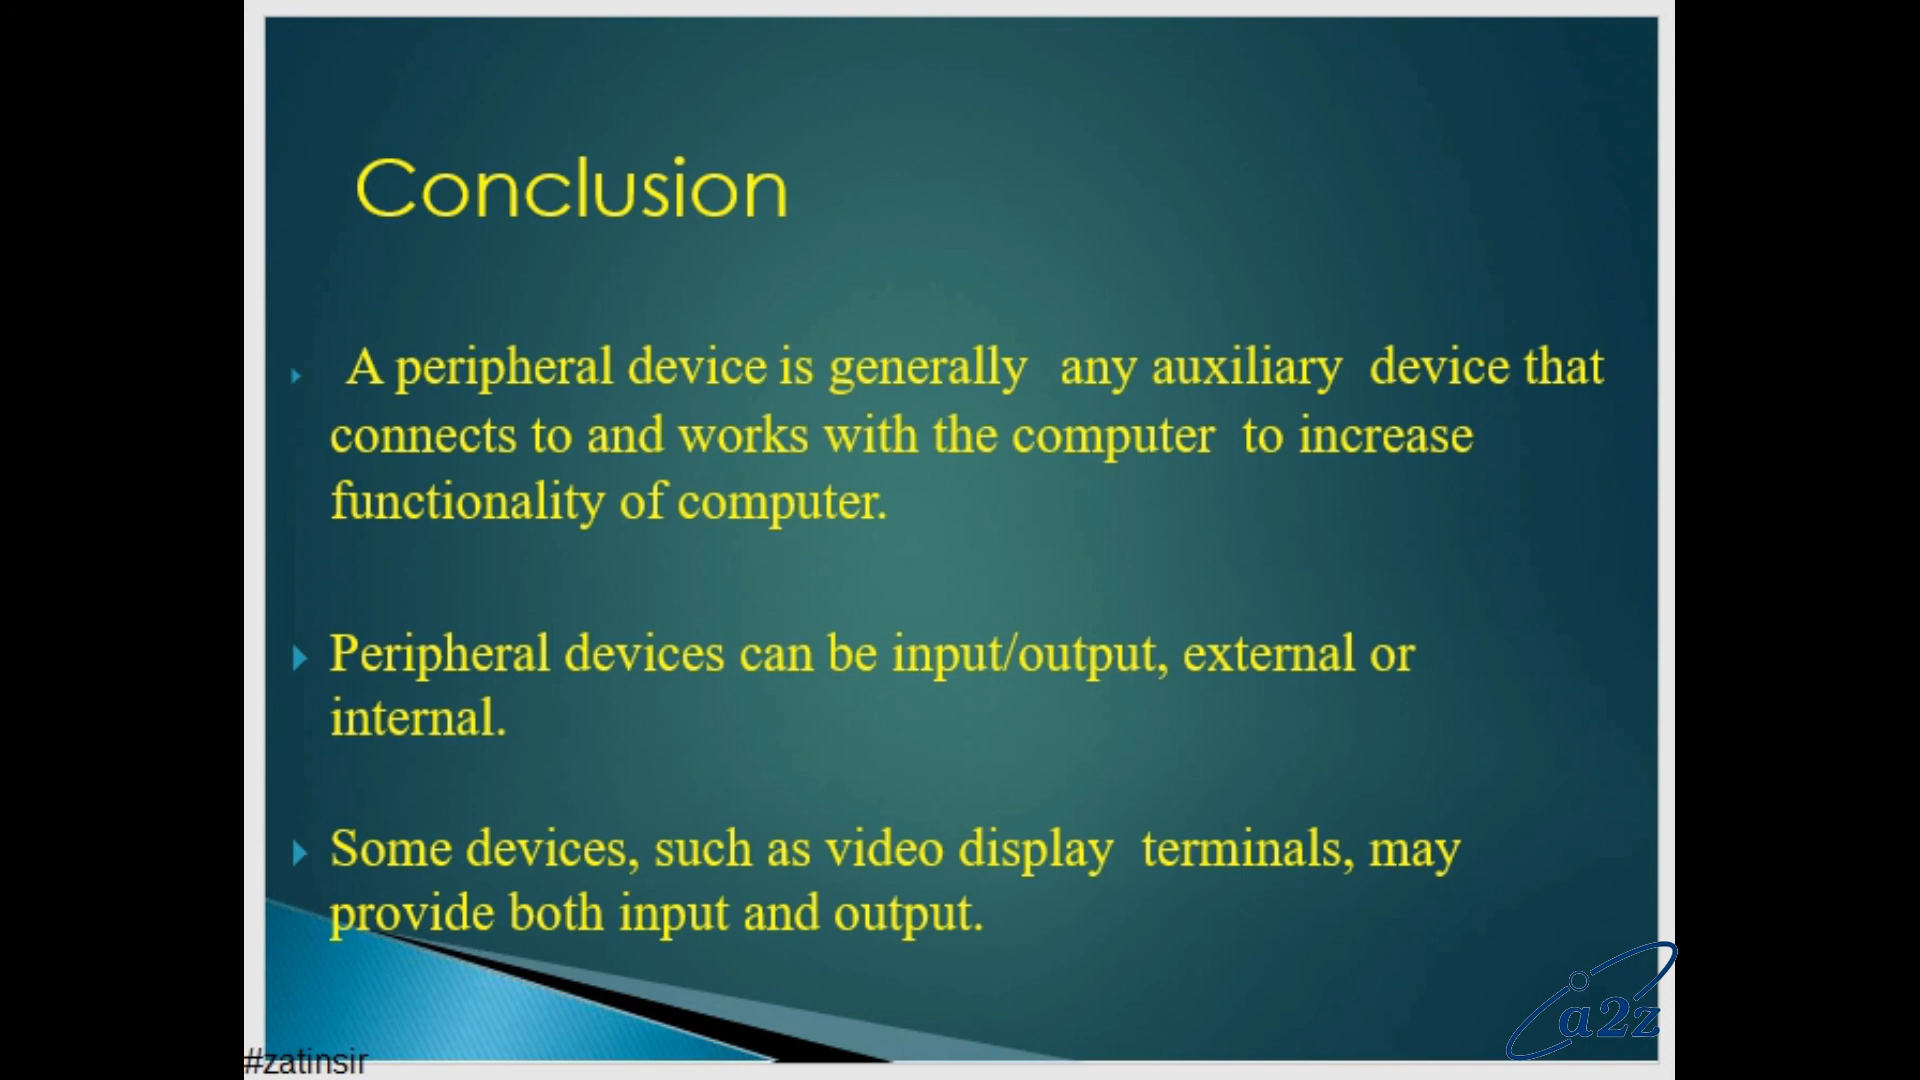 Conclusion
A peripheral device is generally any auxiliary device that
connects to and works with the computer to increase
functionality of computer.
Peripheral devices can be input/output, external or
internal.
Some devices, such as video display terminals, may
provide both input and output.
a2z
#zatinsir